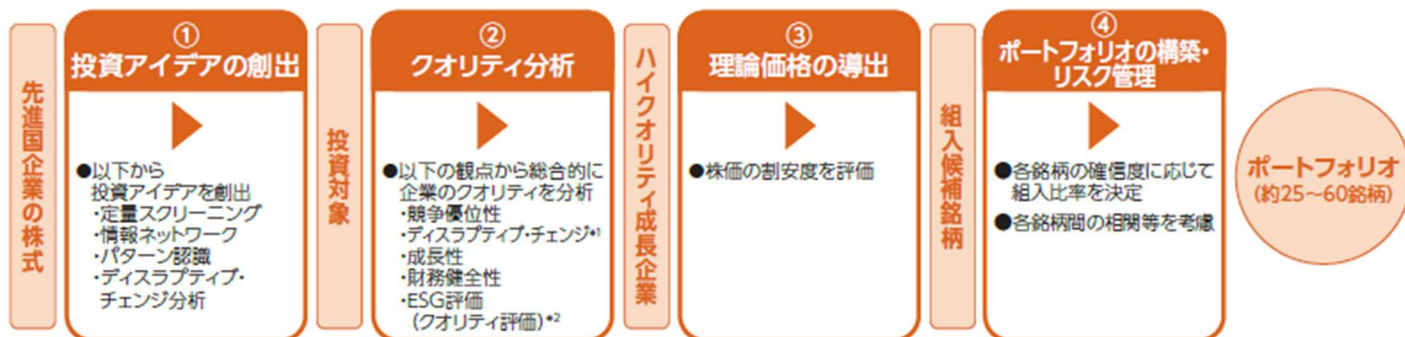 先進国企業の株式
①
投資アイデアの創出
●以下から
投資アイデアを創出
・定量スクリーニング
・情報ネットワーク
・パターン認識
・ディスラプティブ・
チェンジ分析
投資対象
②
クオリティ分析
●以下の観点から総合的に
企業のクオリティを分析
・競争優位性
・ディスラプティブ・チェンジ*1
・成長性
・財務健全性
・ESG評価
(クオリティ評価)*2
ハイクオリティ成長企業
③
理論価格の導出
●株価の割安度を評価
組入候補銘柄
④
ポートフォリオの構築・
リスク管理
●各銘柄の確信度に応じて
組入比率を決定
●各銘柄間の相関等を考慮
ポートフォリオ
(約25～60銘柄)